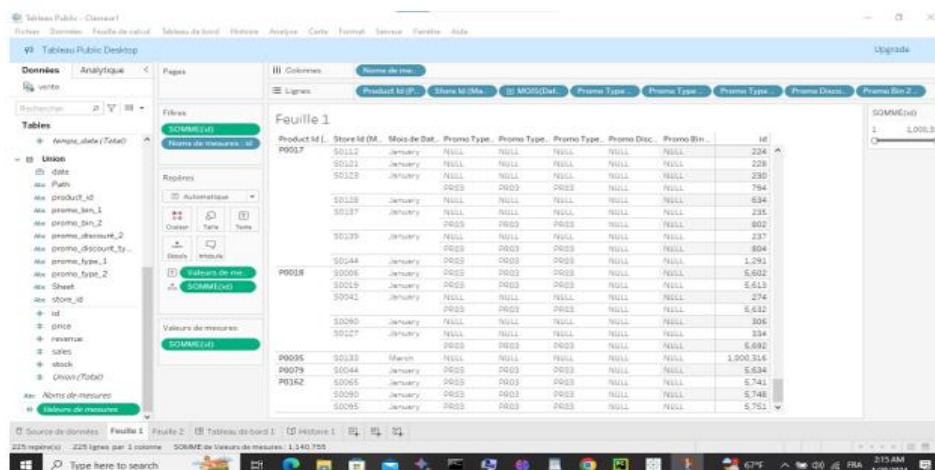 Tableau Public - Classeur1
Fichier Données Feuille de calcul Tableau de bord Histoire Analyse Carte Format Serveur Fenêtre Aide
Tableau Public Desktop Upgrade
Données Analytique Pages Colonnes Noms de me..
vente Lignes Product Id (P... Store Id (Ma... MOIS(Dat... Promo Type ... Promo Type ... Promo Type ... Promo Disco... Promo Bin 2 ...
Rechercher
Tables
temps_date (Total)
Union
date
Path
product_id
promo_bin_1
promo_bin_2
promo_discount_2
promo_discount_ty...
promo_type_1
promo_type_2
Sheet
store_id
id
price
revenue
sales
stock
Union (Total)
Noms de mesures
Valeurs de mesures
Filtres
SOMME(id)
Noms de mesures : id
Repères
Automatique
Couleur Taille Texte
Détails Infobulle
Valeurs de me..
SOMME(id)
Valeurs de mesures
SOMME(id)
Feuille 1
Product Id (.. Store Id (M.. Mois de Dat.. Promo Type.. Promo Type.. Promo Type.. Promo Disc.. Promo Bin.. id
P0017 S0112 January NULL NULL NULL NULL NULL 224
S0121 January NULL NULL NULL NULL NULL 228
S0123 January NULL NULL NULL NULL NULL 230
PR03 PR03 PR03 NULL NULL 794
S0128 January NULL NULL NULL NULL NULL 634
S0137 January NULL NULL NULL NULL NULL 235
PR03 PR03 PR03 NULL NULL 802
S0139 January NULL NULL NULL NULL NULL 237
PR03 PR03 PR03 NULL NULL 804
S0144 January PR03 PR03 PR03 NULL NULL 1,291
P0018 S0006 January PR03 PR03 PR03 NULL NULL 5,602
S0019 January PR03 PR03 PR03 NULL NULL 5,613
S0041 January NULL NULL NULL NULL NULL 274
PR03 PR03 PR03 NULL NULL 5,632
S0090 January NULL NULL NULL NULL NULL 306
S0127 January NULL NULL NULL NULL NULL 334
PR03 PR03 PR03 NULL NULL 5,692
P0035 S0133 March NULL NULL NULL NULL NULL 1,000,316
P0079 S0044 January PR03 PR03 PR03 NULL NULL 5,634
P0162 S0065 January PR03 PR03 PR03 NULL NULL 5,741
S0090 January PR03 PR03 PR03 NULL NULL 5,748
S0095 January PR03 PR03 PR03 NULL NULL 5,751
SOMME(id)
1 1,000,3
Source de données Feuille 1 Feuille 2 Tableau de bord 1 Histoire 1
225 repère(s) 225 lignes par 1 colonne SOMME de Valeurs de mesures : 1,140,755
Type here to search 67°F FRA 2:15 AM